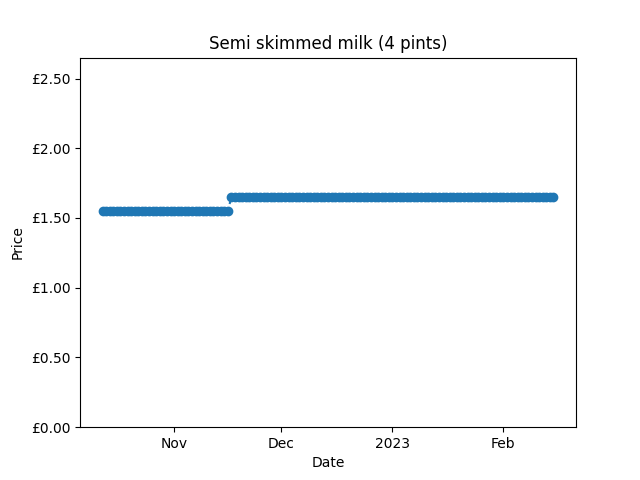 Semi skimmed milk (4 pints)
£2.50
£2.00
£1.50
£1.00
£0.50
£0.00
Price
Nov
Dec
2023
Feb
Date